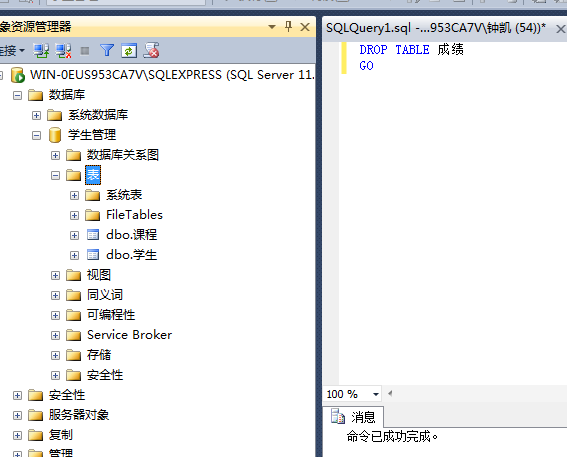 象资源管理器
连接
WIN-0EUS953CA7V\SQLEXPRESS (SQL Server 11.
数据库
系统数据库
学生管理
数据库关系图
表
系统表
FileTables
dbo.课程
dbo.学生
视图
同义词
可编程性
Service Broker
存储
安全性
安全性
服务器对象
复制
管理
SQLQuery1.sql -...953CA7V\钟凯 (54))*
DROP TABLE 成绩
GO
100 %
消息
命令已成功完成。